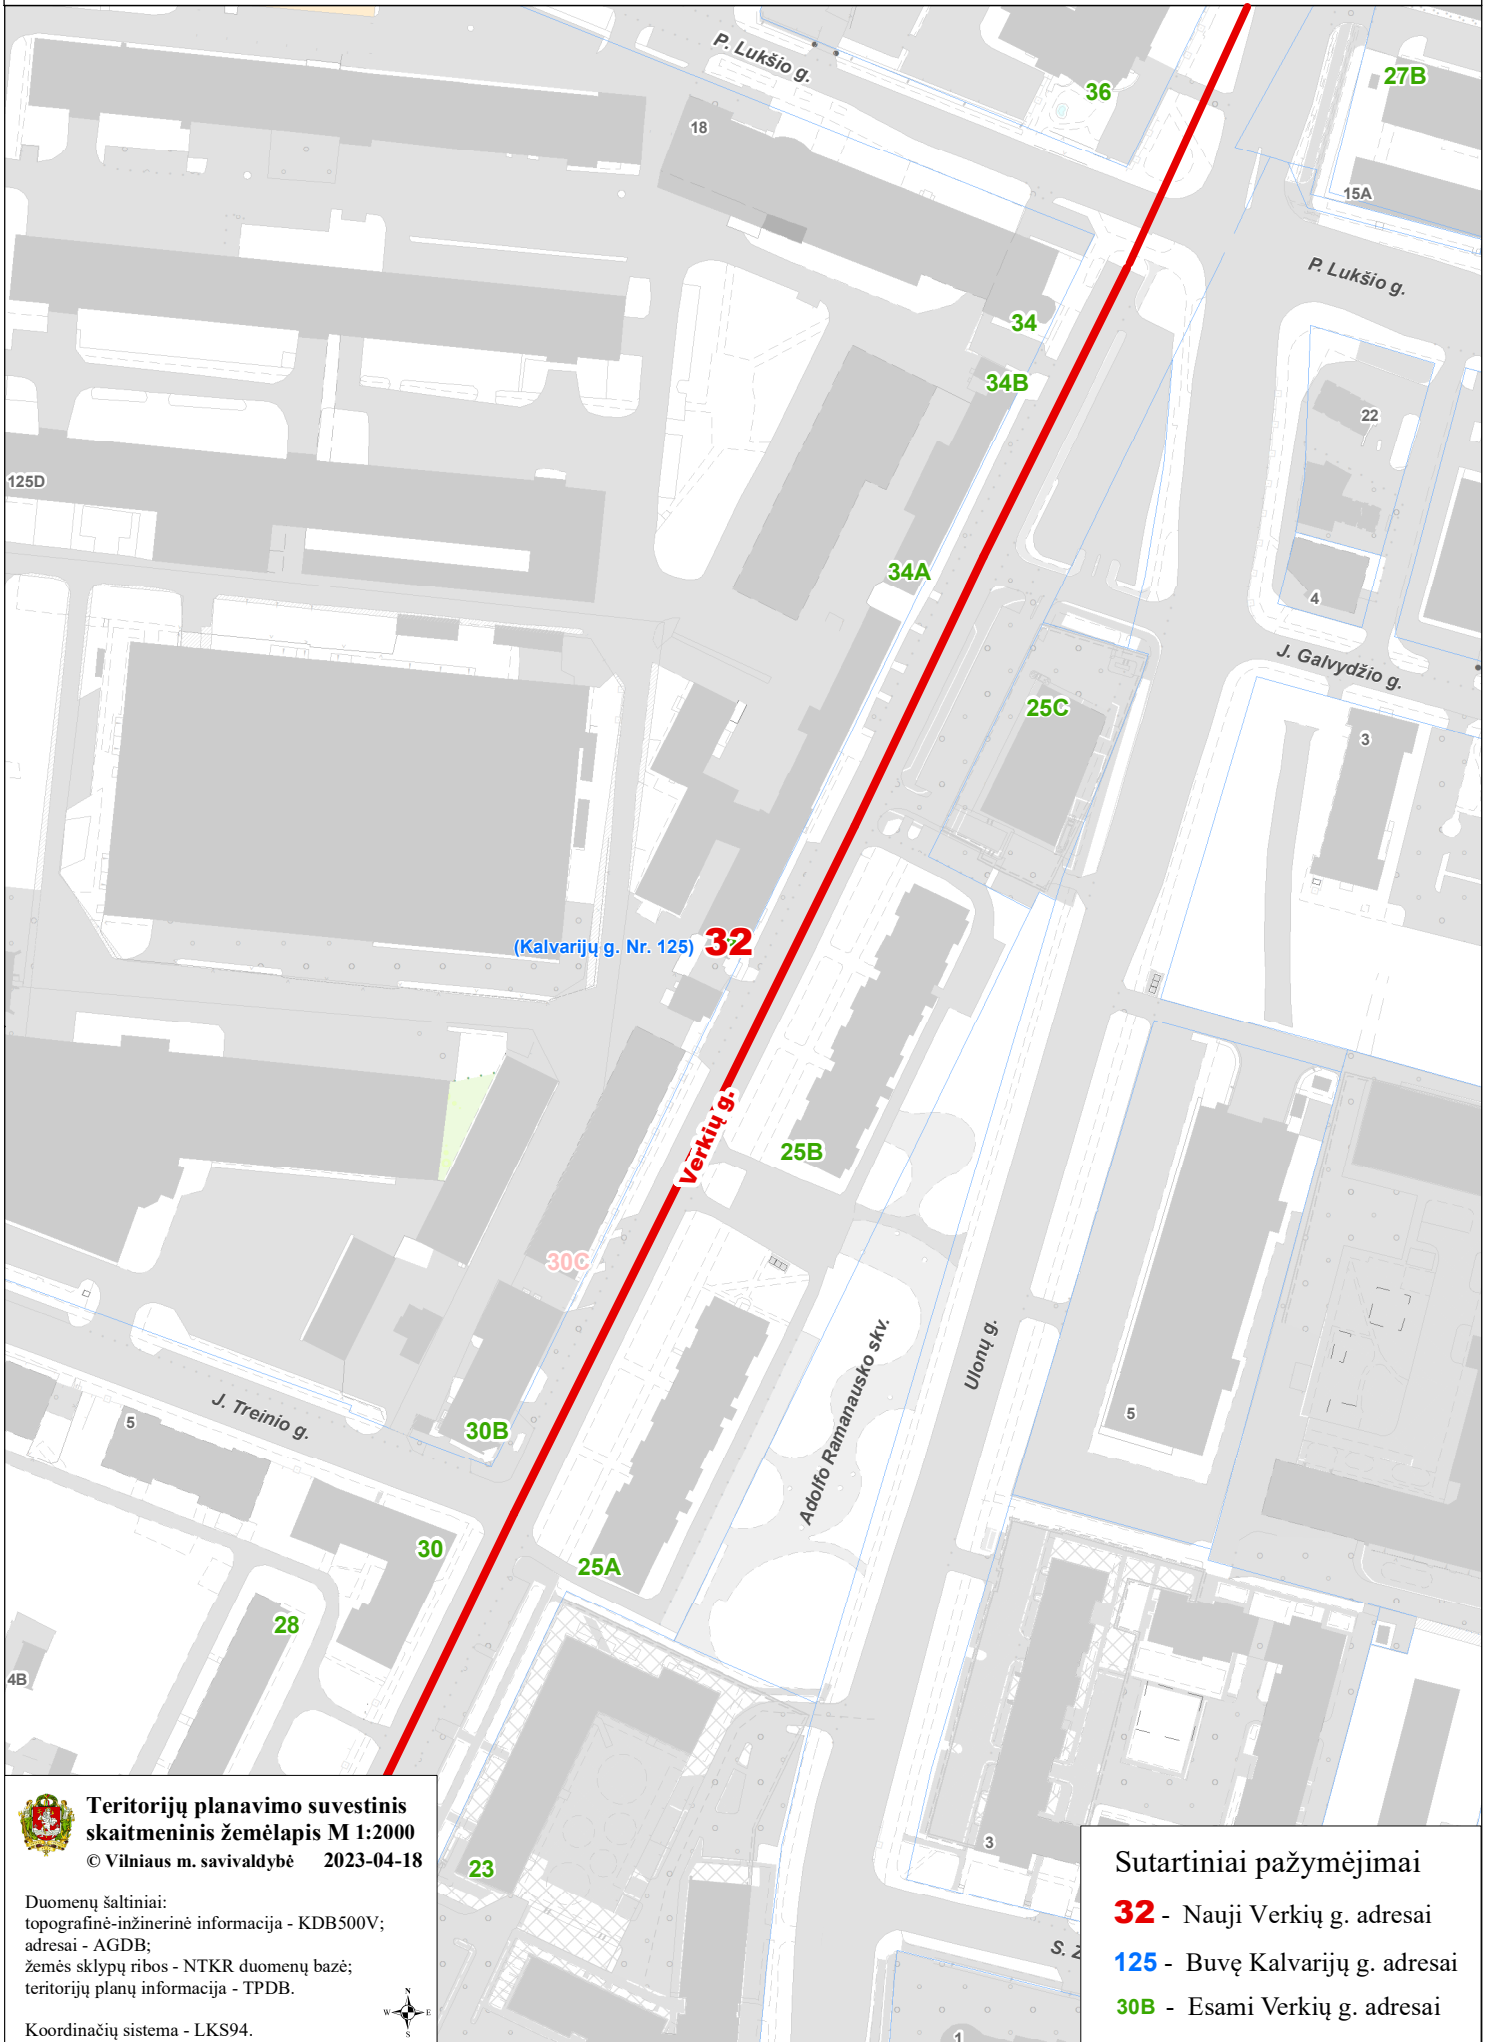 P. Lukšio g.
36
27B
18
15A
P. Lukšio g.
34
34B
22
125D
34A
4
J. Galvydžio g.
25C
3
(Kalvarijų g. Nr. 125) 32
Verkių g.
25B
30C
Adolfo Ramanausko skv.
Ulonų g.
J. Treinio g.
5
30B
5
30
25A
28
4B
3
23
S. Ž
1
Teritorijų planavimo suvestinis
skaitmeninis žemėlapis M 1:2000
© Vilniaus m. savivaldybė 2023-04-18
Duomenų šaltiniai:
topografinė-inžinerinė informacija - KDB500V;
adresai - AGDB;
žemės sklypų ribos - NTKR duomenų bazė;
teritorijų planų informacija - TPDB.
Koordinačių sistema - LKS94.
N
W E
S
Sutartiniai pažymėjimai
32 - Nauji Verkių g. adresai
125 - Buvę Kalvarijų g. adresai
30B - Esami Verkių g. adresai